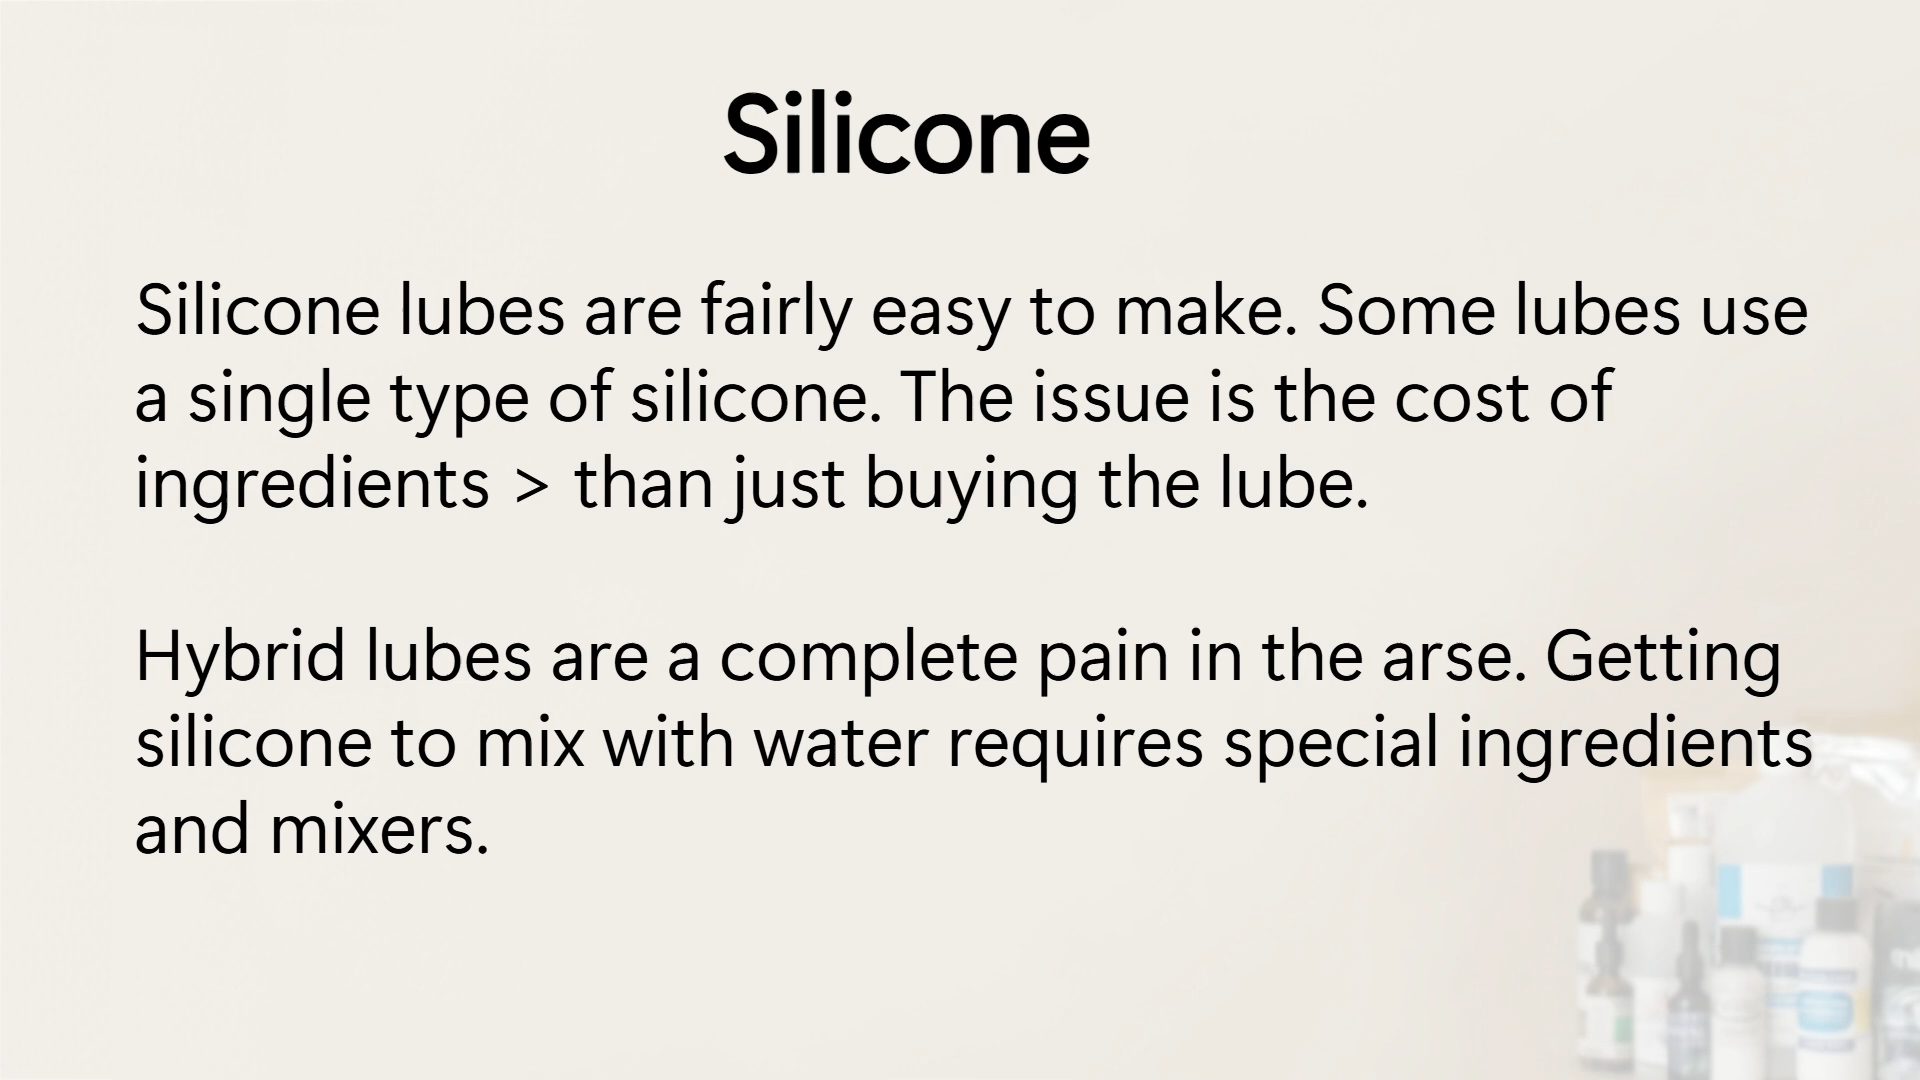 Silicone
Silicone lubes are fairly easy to make. Some lubes use
a single type of silicone. The issue is the cost of
ingredients > than just buying the lube.
Hybrid lubes are a complete pain in the arse. Getting
silicone to mix with water requires special ingredients
and mixers.